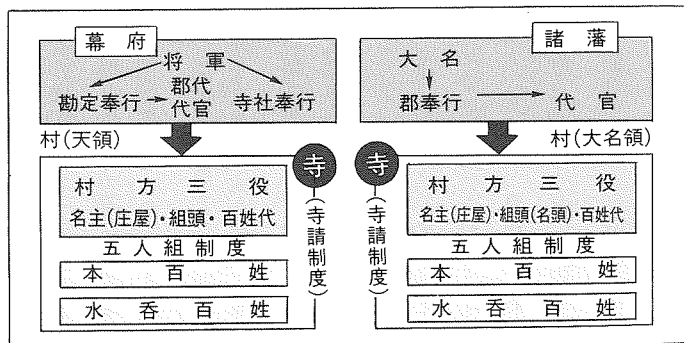 幕府
将軍
勘定奉行
郡代
代官
寺社奉行
村(天領)
村方三役
名主(庄屋)・組頭・百姓代
五人組制度
本百姓
水呑百姓
寺
(寺請制度)
諸藩
大名
郡奉行
代官
村(大名領)
寺
(寺請制度)
村方三役
名主(庄屋)・組頭(名頭)・百姓代
五人組制度
本百姓
水呑百姓